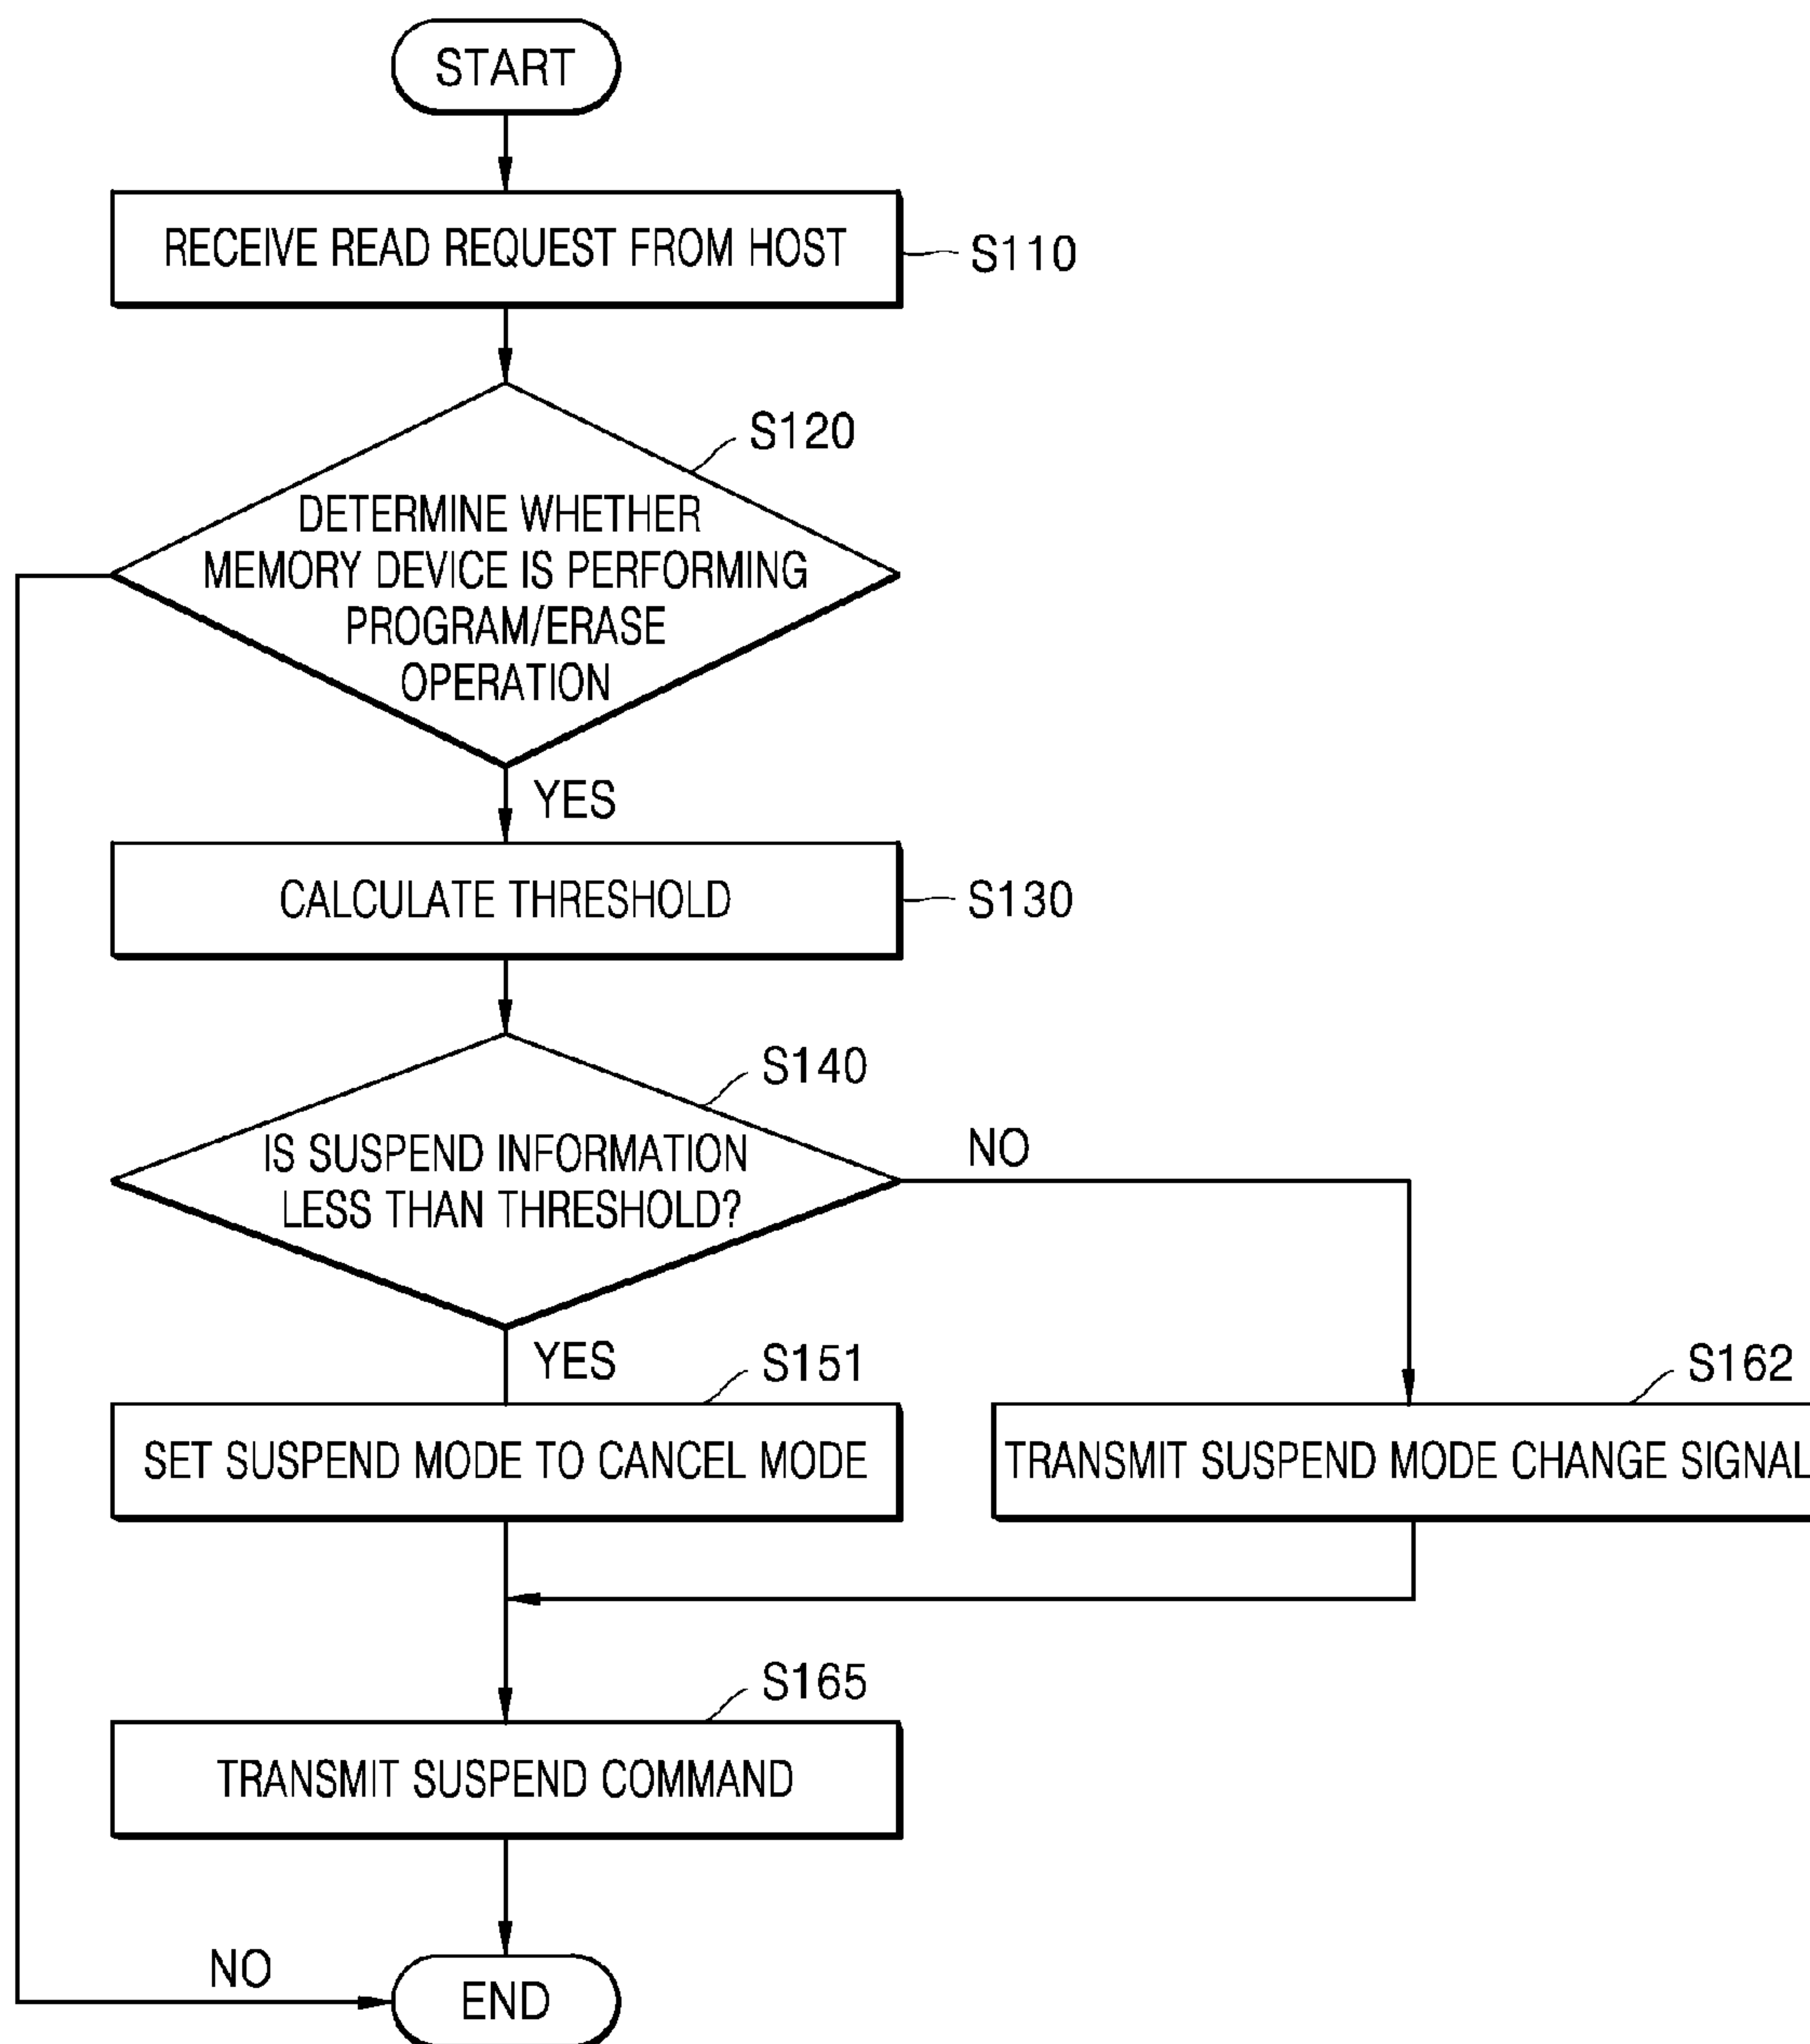 START
RECEIVE READ REQUEST FROM HOST
S110
S120
DETERMINE WHETHER
MEMORY DEVICE IS PERFORMING
PROGRAM/ERASE
OPERATION
YES
CALCULATE THRESHOLD
S130
S140
IS SUSPEND INFORMATION
LESS THAN THRESHOLD?
NO
YES
S151
S162
SET SUSPEND MODE TO CANCEL MODE
TRANSMIT SUSPEND MODE CHANGE SIGNAL
S165
TRANSMIT SUSPEND COMMAND
NO
END